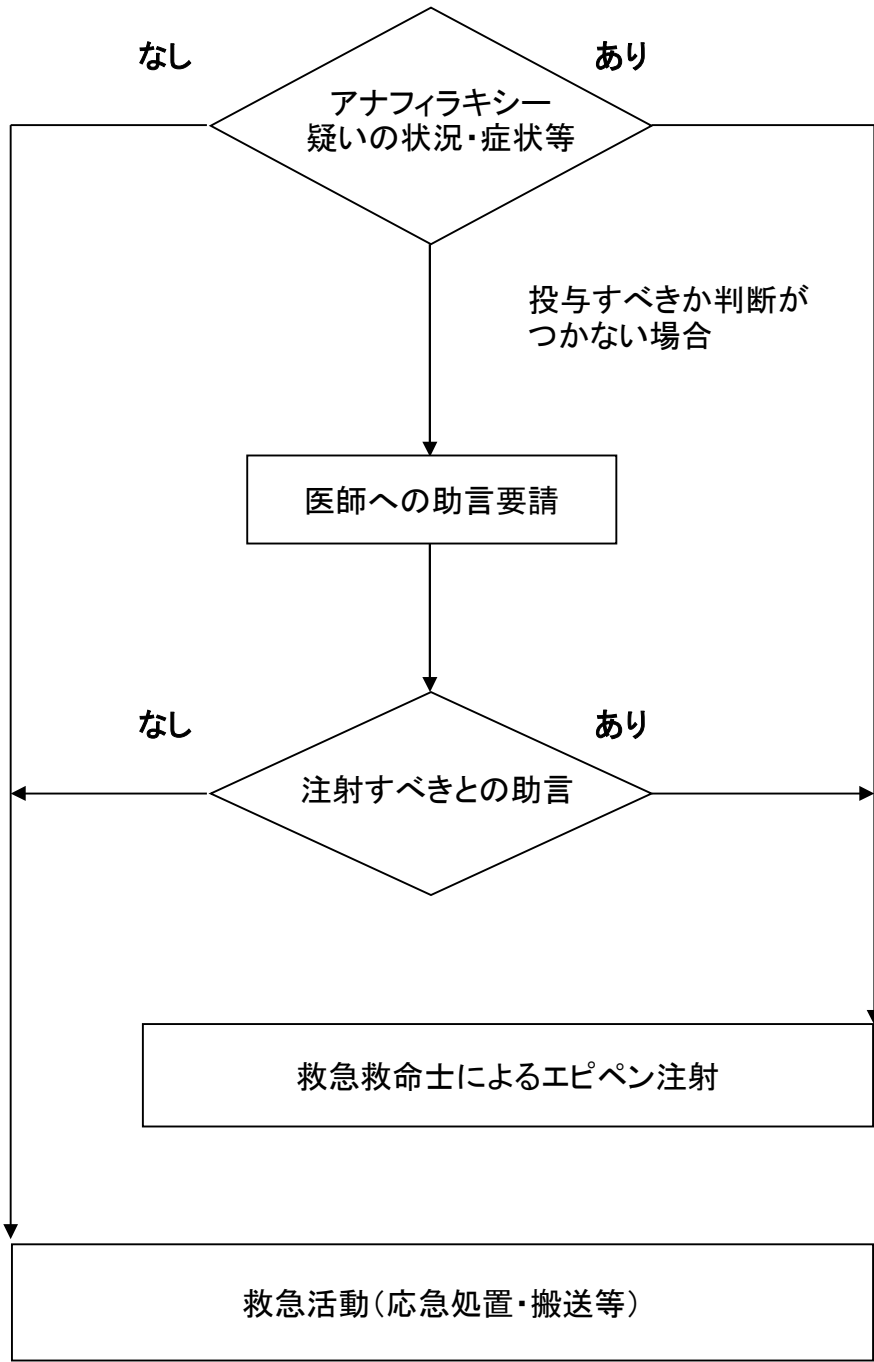 なし
あり
アナフィラキシー
疑いの状況・症状等
投与すべきか判断が
つかない場合
医師への助言要請
なし
あり
注射すべきとの助言
救急救命士によるエピペン注射
救急活動（応急処置・搬送等）